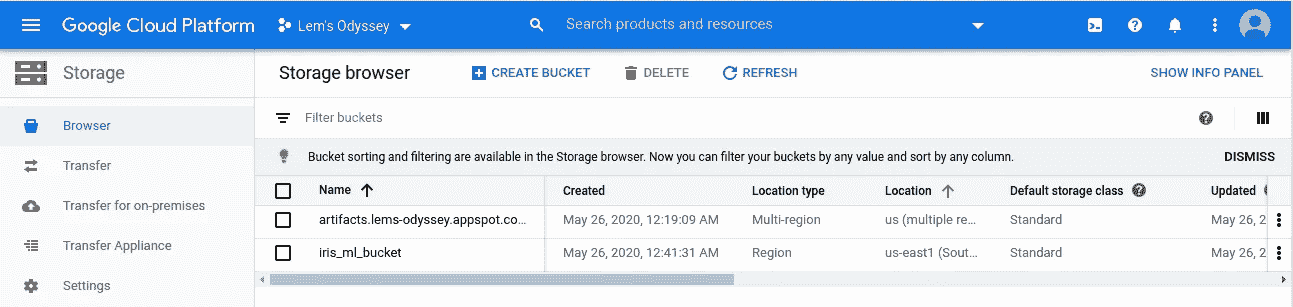 Google Cloud Platform Lem's Odyssey Search products and resources
Storage Storage browser CREATE BUCKET DELETE REFRESH SHOW INFO PANEL
Browser Filter buckets
Transfer Bucket sorting and filtering are available in the Storage browser. Now you can filter your buckets by any value and sort by any column. DISMISS
Name Created Location type Location Default storage class Updated
Transfer for on-premises artifacts.lems-odyssey.appspot.co... May 26, 2020, 12:19:09 AM Multi-region us (multiple re... Standard May 26, 2
Transfer Appliance iris_ml_bucket May 26, 2020, 12:41:31 AM Region us-east1 (Sout... Standard May 26, 2
Settings